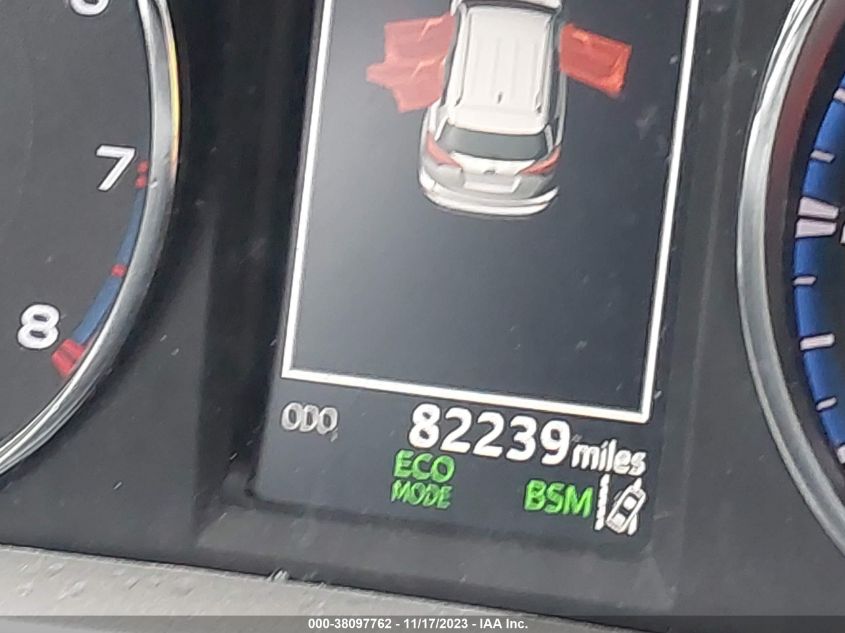 7
8
ODO 82239 miles
ECO
MODE
BSM
000-38097762 - 11/17/2023 - IAA Inc.